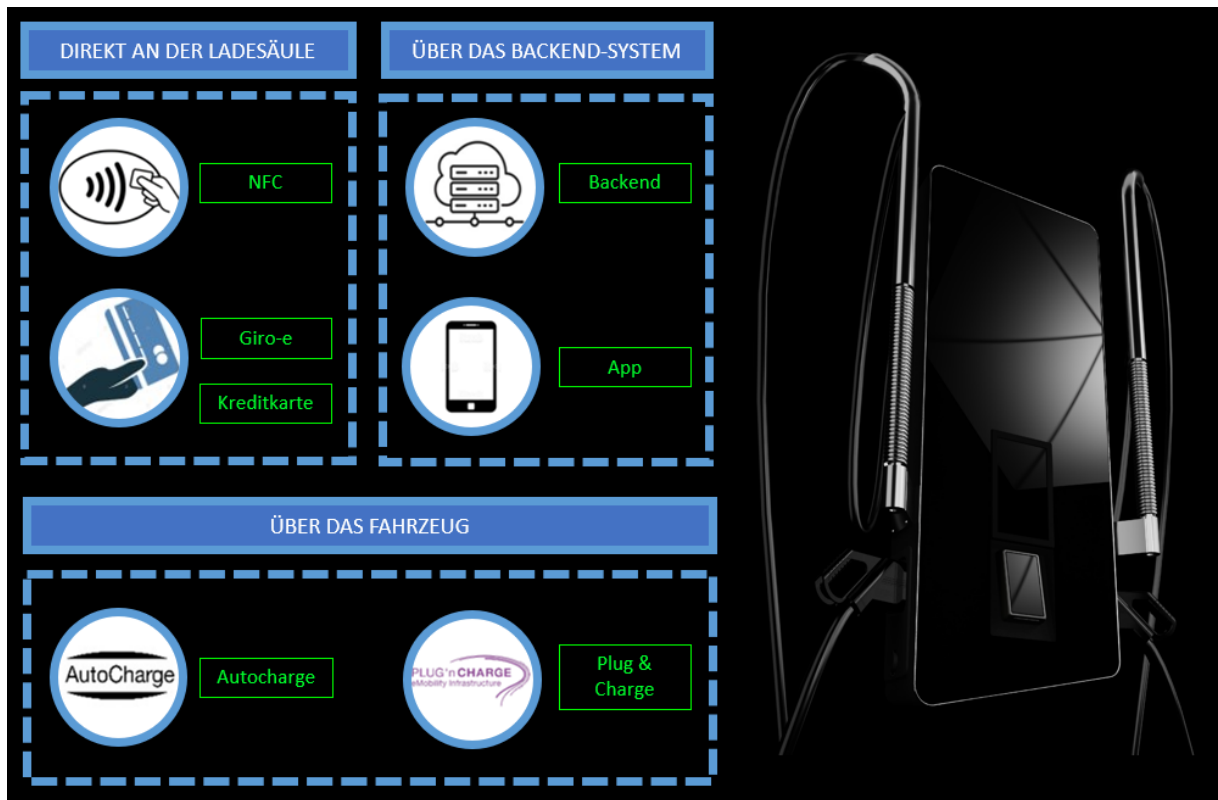 DIREKT AN DER LADESÄULE
ÜBER DAS BACKEND-SYSTEM
NFC
Backend
Giro-e
Kreditkarte
App
ÜBER DAS FAHRZEUG
AutoCharge
Autocharge
PLUG'nCHARGE
eMobility Infrastructure
Plug &
Charge